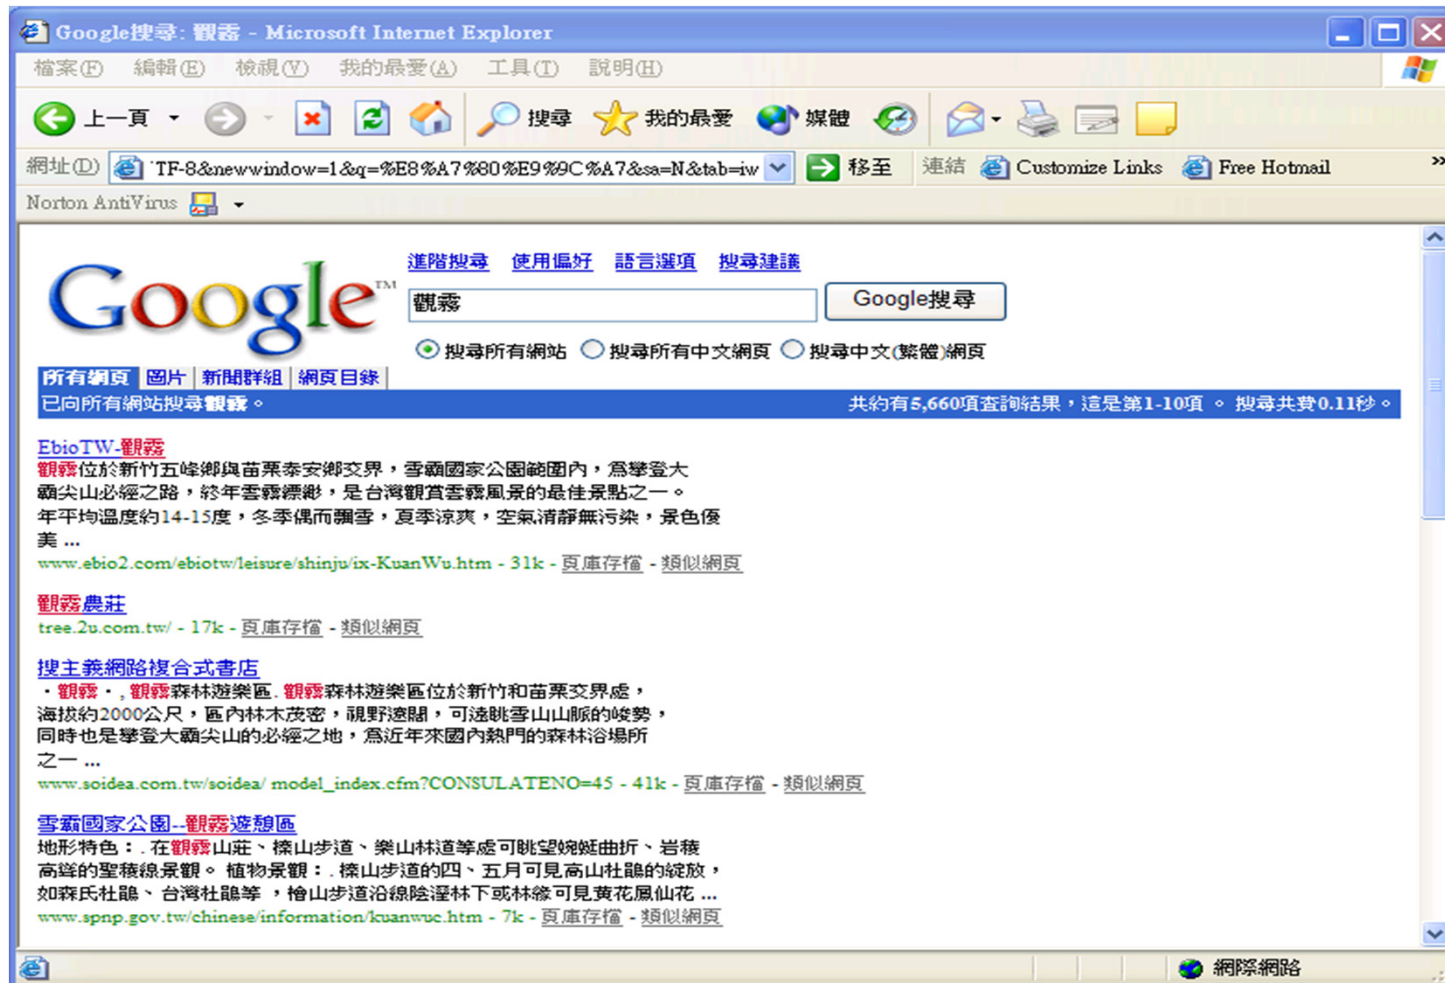 Google搜尋: 觀霧 - Microsoft Internet Explorer
檔案(F) 編輯(E) 檢視(V) 我的最愛(A) 工具(T) 說明(H)
上一頁 搜尋 我的最愛 媒體
網址(D) TF-8&newwindow=1&q=%E8%A7%80%E9%9C%A7&sa=N&tab=iw 移至 連結 Customize Links Free Hotmail »
Norton AntiVirus
進階搜尋 使用偏好 語言選項 搜尋建議
Google™ 觀霧 Google搜尋
搜尋所有網站 搜尋所有中文網頁 搜尋中文(繁體)網頁
所有網頁 圖片 新聞群組 網頁目錄
已向所有網站搜尋觀霧。 共約有5,660項查詢結果,這是第1-10項 。 搜尋共費0.11秒。
EbioTW-觀霧
觀霧位於新竹五峰鄉與苗栗泰安鄉交界,雪霸國家公園範圍內,為攀登大
霸尖山必經之路,終年雲霧縹緲,是台灣觀賞雲霧風景的最佳景點之一。
年平均溫度約14-15度,冬季偶而飄雪,夏季涼爽,空氣清靜無污染,景色優
美 ...
www.ebio2.com/ebiotw/leisure/shinju/ix-KuanWu.htm - 31k - 頁庫存檔 - 類似網頁
觀霧農莊
tree.2u.com.tw/ - 17k - 頁庫存檔 - 類似網頁
搜主義網路複合式書店
・觀霧・, 觀霧森林遊樂區. 觀霧森林遊樂區位於新竹和苗栗交界處,
海拔約2000公尺,區內林木茂密,視野遼闊,可遠眺雪山山脈的峻勢,
同時也是攀登大霸尖山的必經之地,為近年來國內熱門的森林浴場所
之一 ...
www.soidea.com.tw/soidea/ model_index.cfm?CONSULATENO=45 - 41k - 頁庫存檔 - 類似網頁
雪霸國家公園--觀霧遊憩區
地形特色:. 在觀霧山莊、榛山步道、樂山林道等處可眺望婉蜒曲折、岩稜
高聳的聖稜線景觀。 植物景觀:. 榛山步道的四、五月可見高山杜鵑的綻放,
如森氏杜鵑、台灣杜鵑等 ,檜山步道沿線陰溼林下或林緣可見黃花鳳仙花 ...
www.spnp.gov.tw/chinese/information/kuanwuc.htm - 7k - 頁庫存檔 - 類似網頁
網際網路